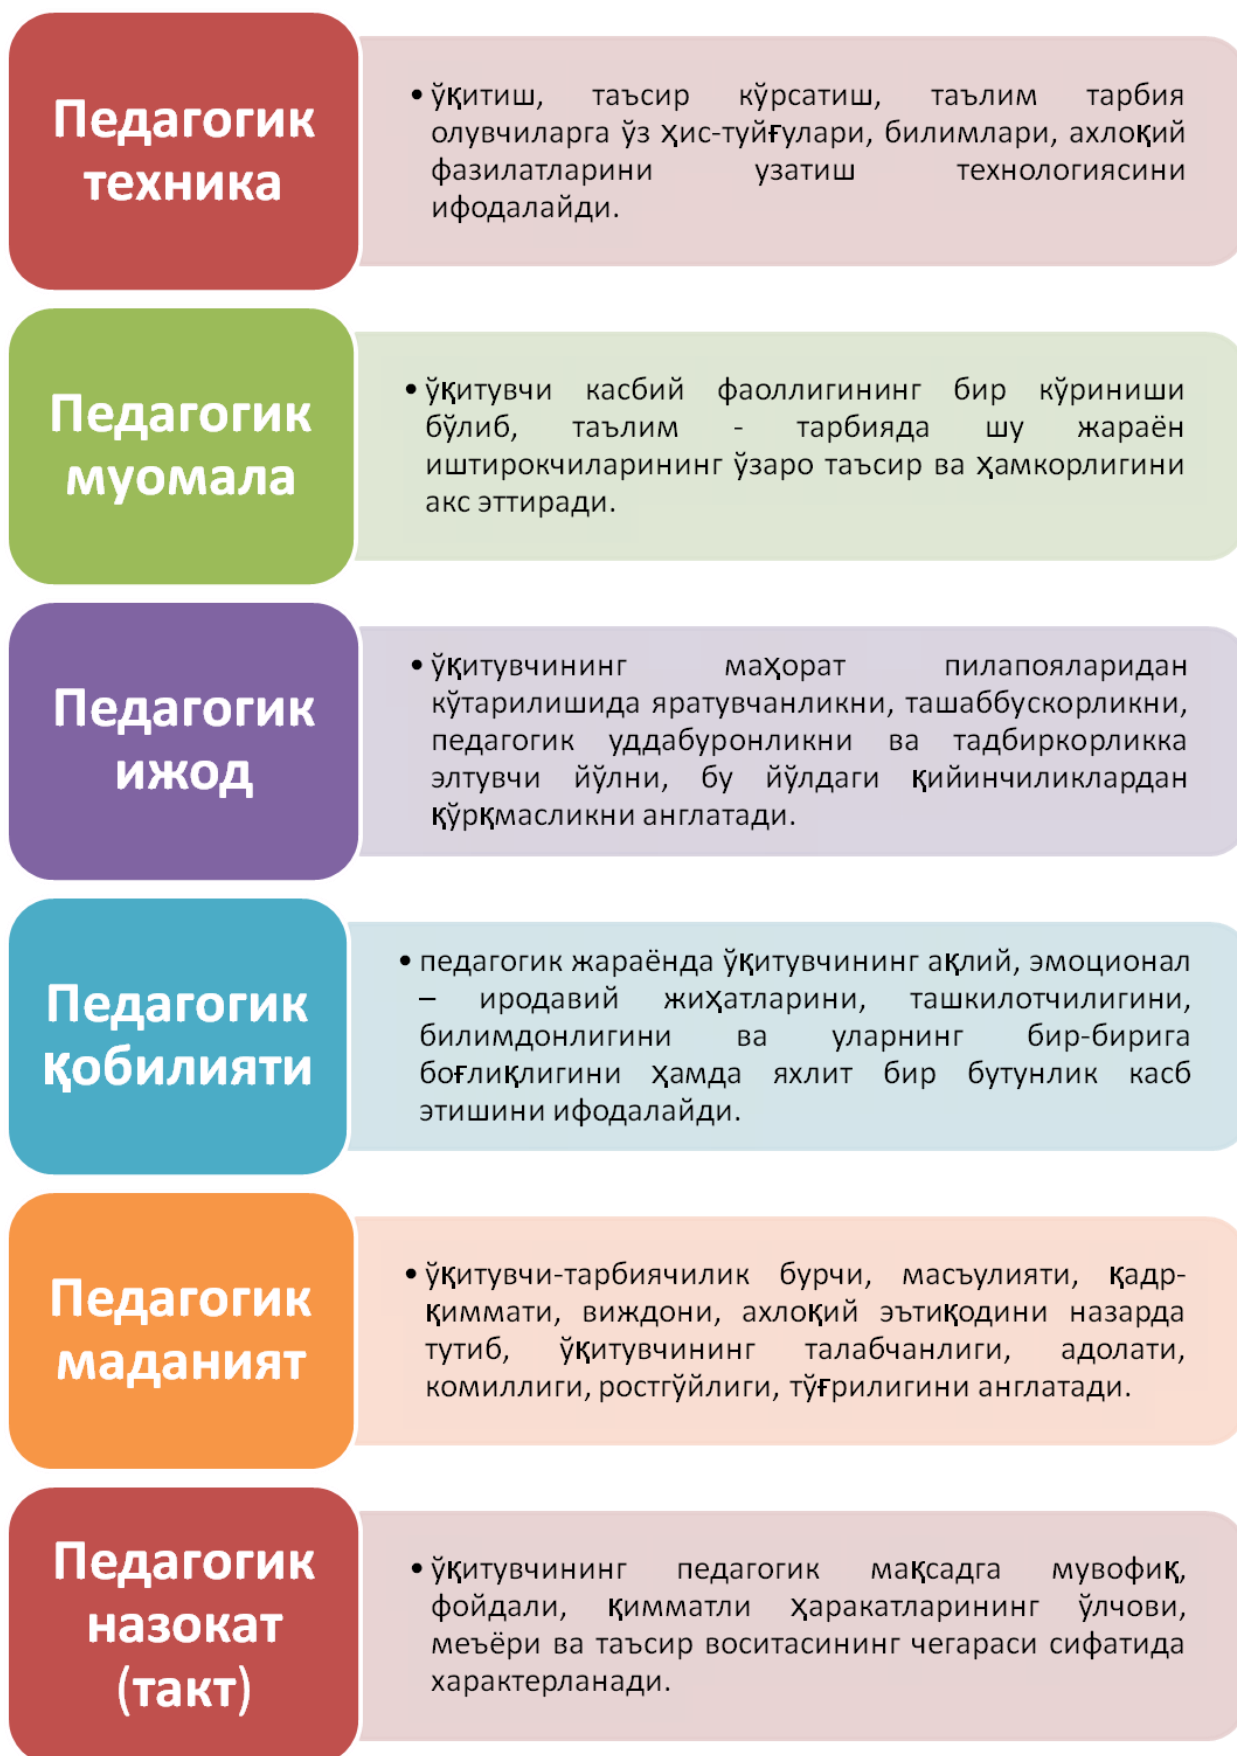 Педагогик
техника
• ўқитиш, таъсир кўрсатиш, таълим тарбия
олувчиларга ўз ҳис-туйғулари, билимлари, ахлоқий
фазилатларини узатиш технологиясини
ифодалайди.
Педагогик
муомала
• ўқитувчи касбий фаоллигининг бир кўриниши
бўлиб, таълим - тарбияда шу жараён
иштирокчиларининг ўзаро таъсир ва ҳамкорлигини
акс эттиради.
Педагогик
ижод
• ўқитувчининг маҳорат пилапояларидан
кўтарилишида яратувчанликни, ташаббускорликни,
педагогик уддабуронликни ва тадбиркорликка
элтувчи йўлни, бу йўлдаги қийинчиликлардан
қўрқмасликни англатади.
Педагогик
қобилияти
• педагогик жараёнда ўқитувчининг ақлий, эмоционал
– иродавий жиҳатларини, ташкилотчилигини,
билимдонлигини ва уларнинг бир-бирига
боғлиқлигини ҳамда яхлит бир бутунлик касб
этишини ифодалайди.
Педагогик
маданият
• ўқитувчи-тарбиячилик бурчи, масъулияти, қадр-
қиммати, виждони, ахлоқий эътиқодини назарда
тутиб, ўқитувчининг талабчанлиги, адолати,
комиллиги, ростгўйлиги, тўғрилигини англатади.
Педагогик
назокат
(такт)
• ўқитувчининг педагогик мақсадга мувофиқ,
фойдали, қимматли ҳаракатларининг ўлчови,
меъёри ва таъсир воситасининг чегараси сифатида
характерланади.